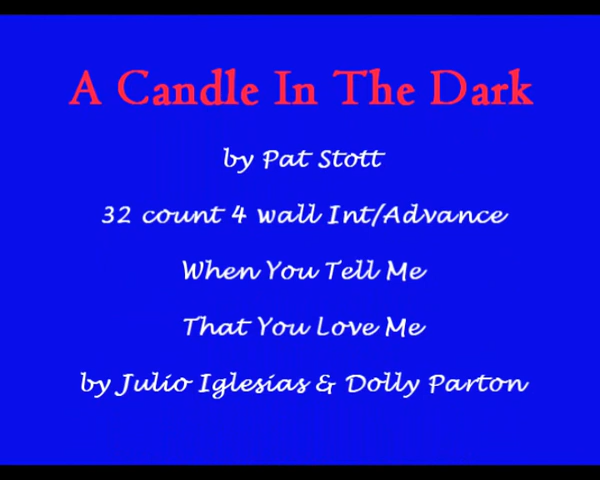 A Candle In The Dark
by Pat Stott
32 count 4 wall Int/Advance
When You Tell Me
That You Love Me
by Julio Iglesias & Dolly Parton